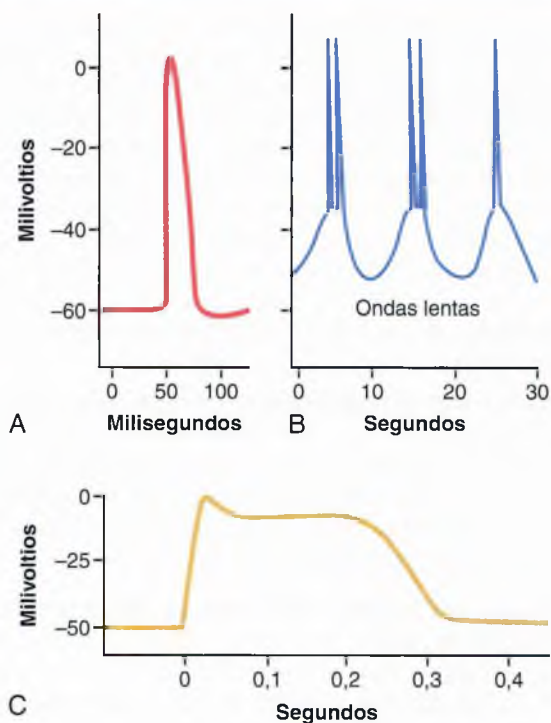 Milivoltios
0
−20
−40
−60
0 50 100
A
Milisegundos
Ondas lentas
0 10 20 30
B
Segundos
Milivoltios
0
−25
−50
0 0,1 0,2 0,3 0,4
C
Segundos